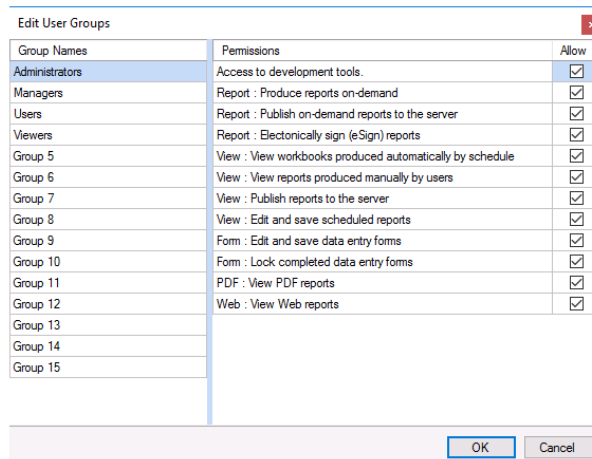 Edit User Groups
Group Names Permissions Allow
Administrators Access to development tools.
Managers Report : Produce reports on-demand
Users Report : Publish on-demand reports to the server
Viewers Report : Electonically sign (eSign) reports
Group 5 View : View workbooks produced automatically by schedule
Group 6 View : View reports produced manually by users
Group 7 View : Publish reports to the server
Group 8 View : Edit and save scheduled reports
Group 9 Form : Edit and save data entry forms
Group 10 Form : Lock completed data entry forms
Group 11 PDF : View PDF reports
Group 12 Web : View Web reports
Group 13
Group 14
Group 15
OK Cancel